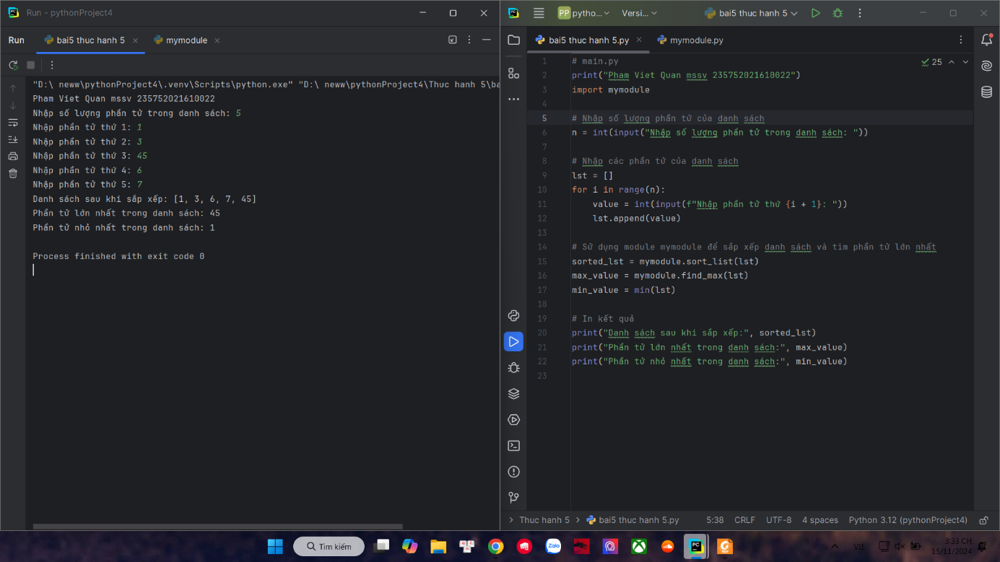 Run - pythonProject4
Run
bai5 thuc hanh 5
mymodule
"D:\ neww\pythonProject4\.venv\Scripts\python.exe" "D:\ neww\pythonProject4\Thuc hanh 5\ba
Pham Viet Quan mssv 235752021610022
Nhập số lượng phần tử trong danh sách: 5
Nhập phần tử thứ 1: 1
Nhập phần tử thứ 2: 3
Nhập phần tử thứ 3: 45
Nhập phần tử thứ 4: 6
Nhập phần tử thứ 5: 7
Danh sách sau khi sắp xếp: [1, 3, 6, 7, 45]
Phần tử lớn nhất trong danh sách: 45
Phần tử nhỏ nhất trong danh sách: 1
Process finished with exit code 0
PP pytho...
Versi...
bai5 thuc hanh 5
bai5 thuc hanh 5.py
mymodule.py
25
1 # main.py
2 print("Pham Viet Quan mssv 235752021610022")
3 import mymodule
4
5 # Nhập số lượng phần tử của danh sách
6 n = int(input("Nhập số lượng phần tử trong danh sách: "))
7
8 # Nhập các phần tử của danh sách
9 lst = []
10 for i in range(n):
11     value = int(input(f"Nhập phần tử thứ {i + 1}: "))
12     lst.append(value)
13
14 # Sử dụng module mymodule để sắp xếp danh sách và tìm phần tử lớn nhất
15 sorted_lst = mymodule.sort_list(lst)
16 max_value = mymodule.find_max(lst)
17 min_value = min(lst)
18
19 # In kết quả
20 print("Danh sách sau khi sắp xếp:", sorted_lst)
21 print("Phần tử lớn nhất trong danh sách:", max_value)
22 print("Phần tử nhỏ nhất trong danh sách:", min_value)
23
Thuc hanh 5
bai5 thuc hanh 5.py
5:38
CRLF
UTF-8
4 spaces
Python 3.12 (pythonProject4)
Tìm kiếm
Zalo
VIE
3:33 CH
15/11/2024